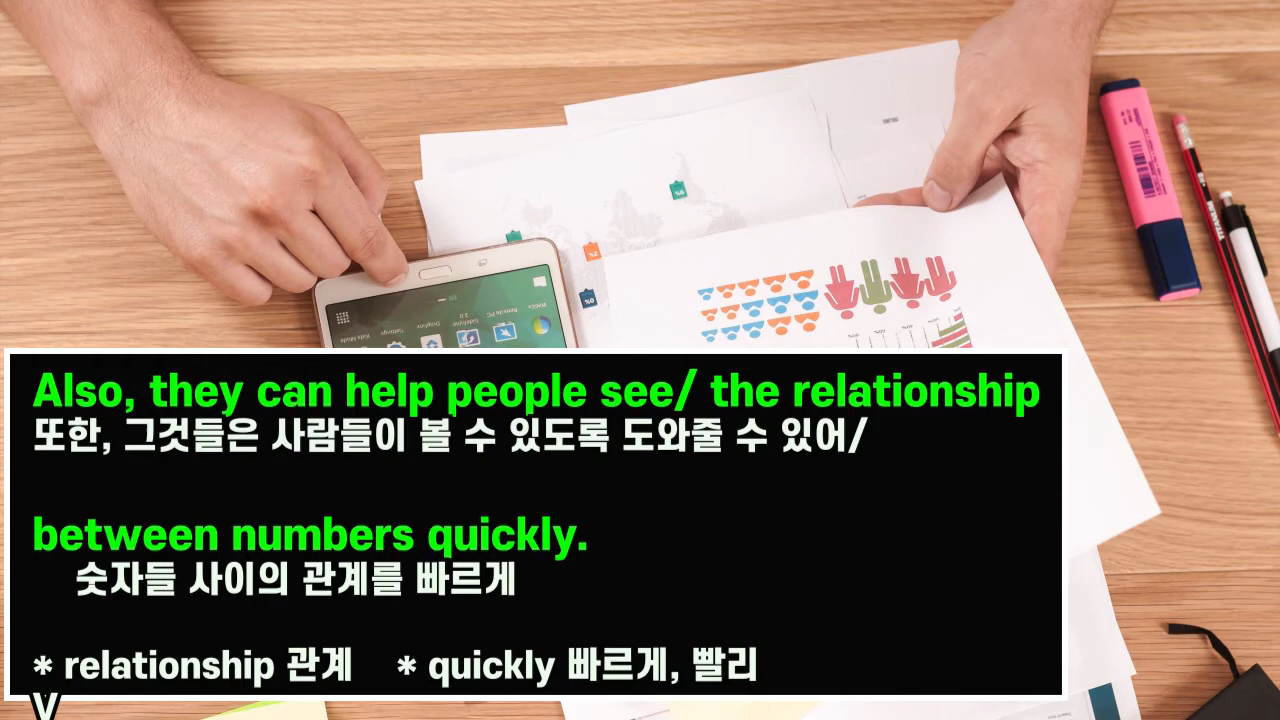 Also, they can help people see/ the relationship
또한, 그것들은 사람들이 볼 수 있도록 도와줄 수 있어/
between numbers quickly.
숫자들 사이의 관계를 빠르게
* relationship 관계 * quickly 빠르게, 빨리
V